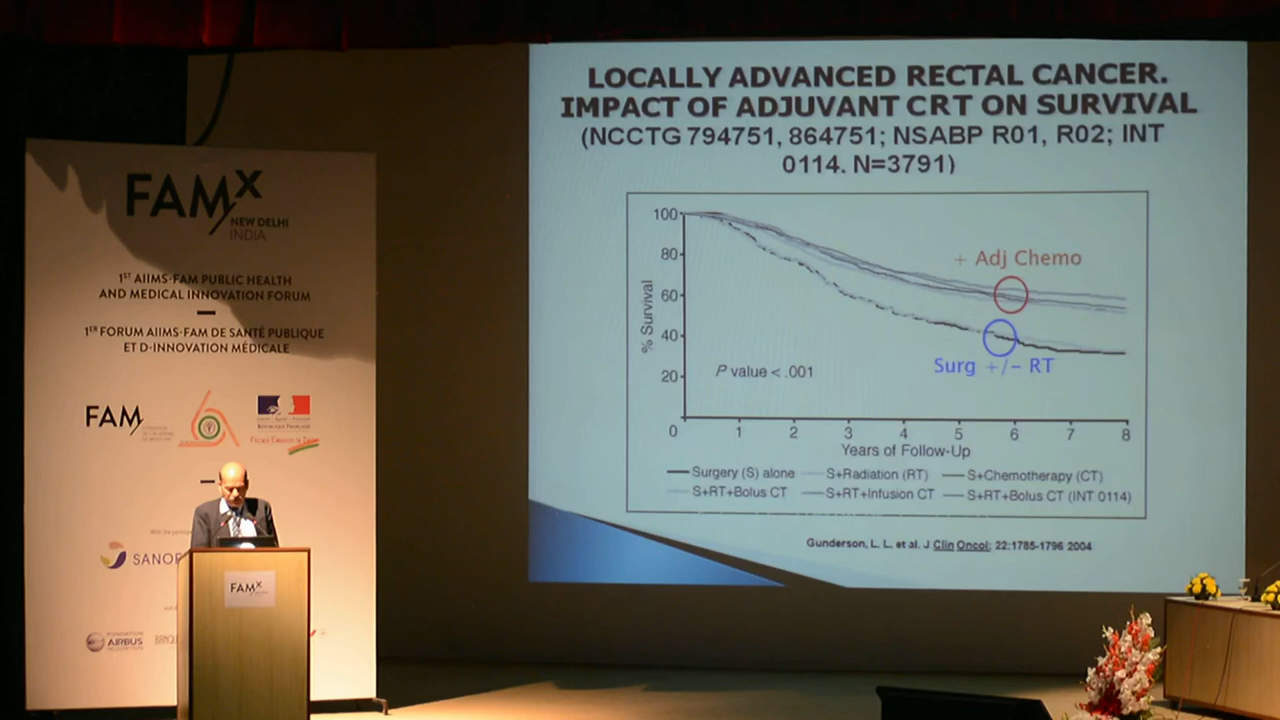 FAMX
NEW DELHI
INDIA
1ST AIIMS-FAM PUBLIC HEALTH
AND MEDICAL INNOVATION FORUM
1ER FORUM AIIMS-FAM DE SANTÉ PUBLIQUE
ET D-INNOVATION MÉDICALE
FAM
RÉPUBLIQUE FRANÇAISE
SANOF
FONDATION
AIRBUS
FAMX
LOCALLY ADVANCED RECTAL CANCER.
IMPACT OF ADJUVANT CRT ON SURVIVAL
(NCCTG 794751, 864751; NSABP R01, R02; INT
0114. N=3791)
100
80
60
40
20
% Survival
+ Adj Chemo
Surg +/- RT
P value < .001
0 1 2 3 4 5 6 7 8
Years of Follow-Up
Surgery (S) alone S+Radiation (RT) S+Chemotherapy (CT)
S+RT+Bolus CT S+RT+Infusion CT S+RT+Bolus CT (INT 0114)
Gunderson, L. L. et al. J Clin Oncol; 22:1785-1796 2004